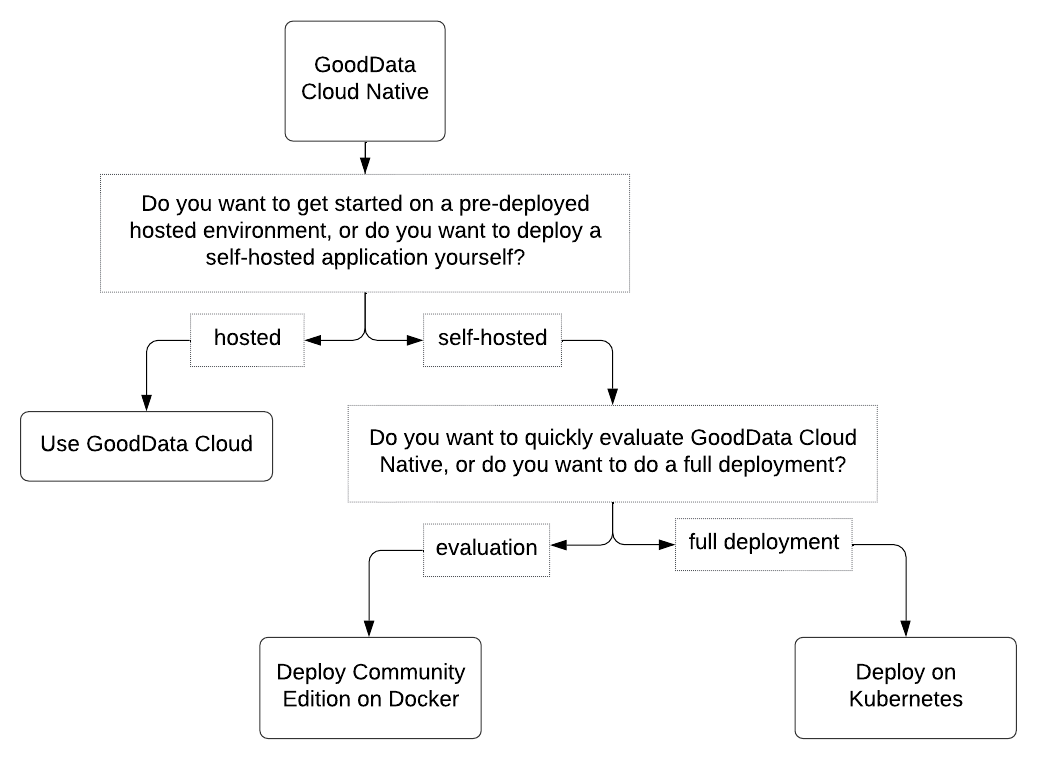 GoodData
Cloud Native
Do you want to get started on a pre-deployed
hosted environment, or do you want to deploy a
self-hosted application yourself?
hosted
self-hosted
Use GoodData Cloud
Do you want to quickly evaluate GoodData Cloud
Native, or do you want to do a full deployment?
evaluation
full deployment
Deploy Community
Edition on Docker
Deploy on
Kubernetes